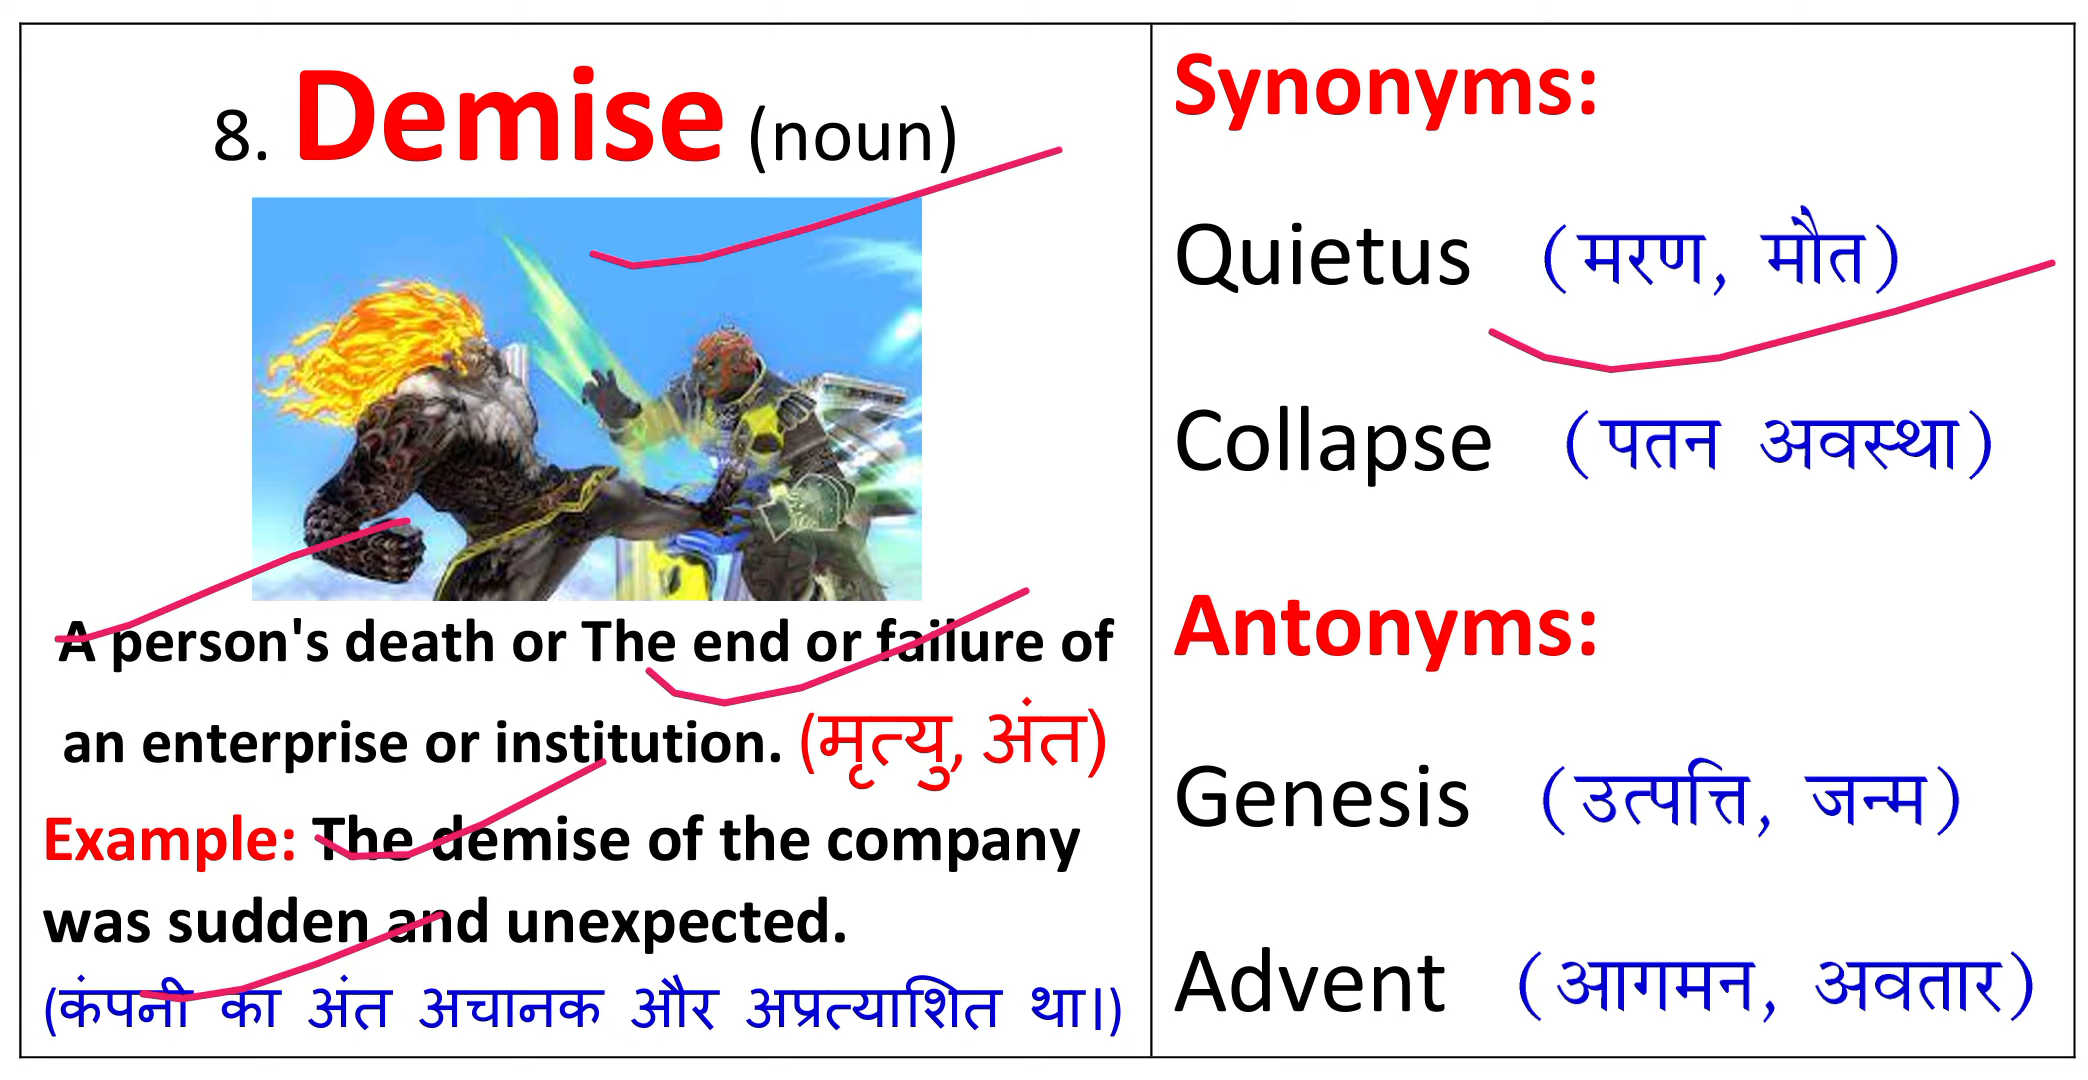 8. Demise (noun)
A person's death or The end or failure of
an enterprise or institution. (मृत्यु, अंत)
Example: The demise of the company
was sudden and unexpected.
(कंपनी का अंत अचानक और अप्रत्याशित था।)
Synonyms:
Quietus (मरण, मौत)
Collapse (पतन अवस्था)
Antonyms:
Genesis (उत्पत्ति, जन्म)
Advent (आगमन, अवतार)